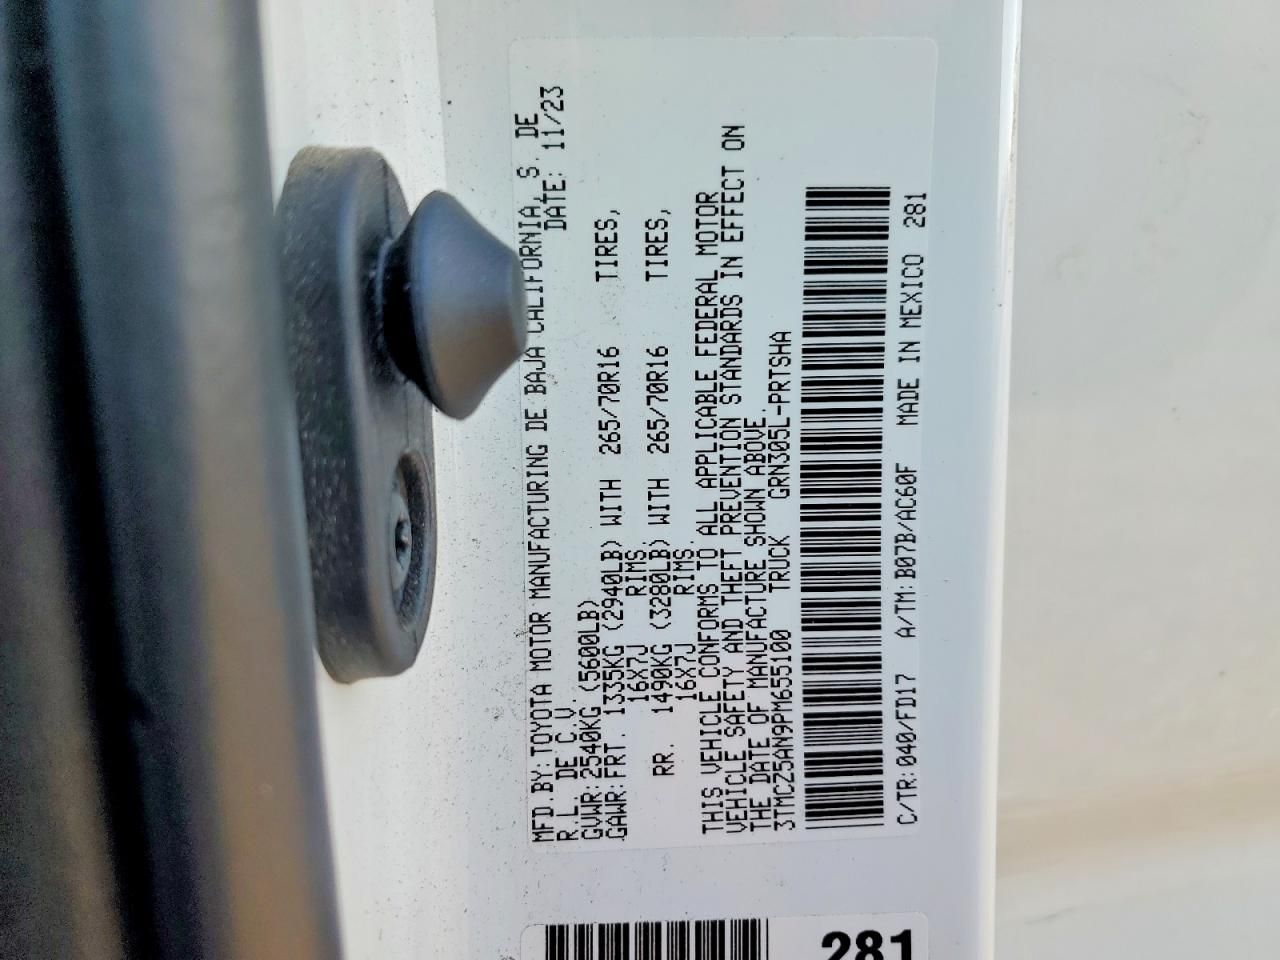 MFD.BY:TOYOTA MOTOR MANUFACTURING DE BAJA CALIFORNIA, S. DE
R.L. DE C.V. DATE: 11/23
GVWR:2540KG (5600LB)
GAWR:FRT. 1335KG (2940LB) WITH 265/70R16 TIRES,
16X7J RIMS
RR. 1490KG (3280LB) WITH 265/70R16 TIRES,
16X7J RIMS.
THIS VEHICLE CONFORMS TO ALL APPLICABLE FEDERAL MOTOR
VEHICLE SAFETY AND THEFT PREVENTION STANDARDS IN EFFECT ON
THE DATE OF MANUFACTURE SHOWN ABOVE.
3TMCZ5AN9PM655100 TRUCK GRN305L-PRTSHA
C/TR:040/FD17 A/TM:B07B/AC60F MADE IN MEXICO 281
281